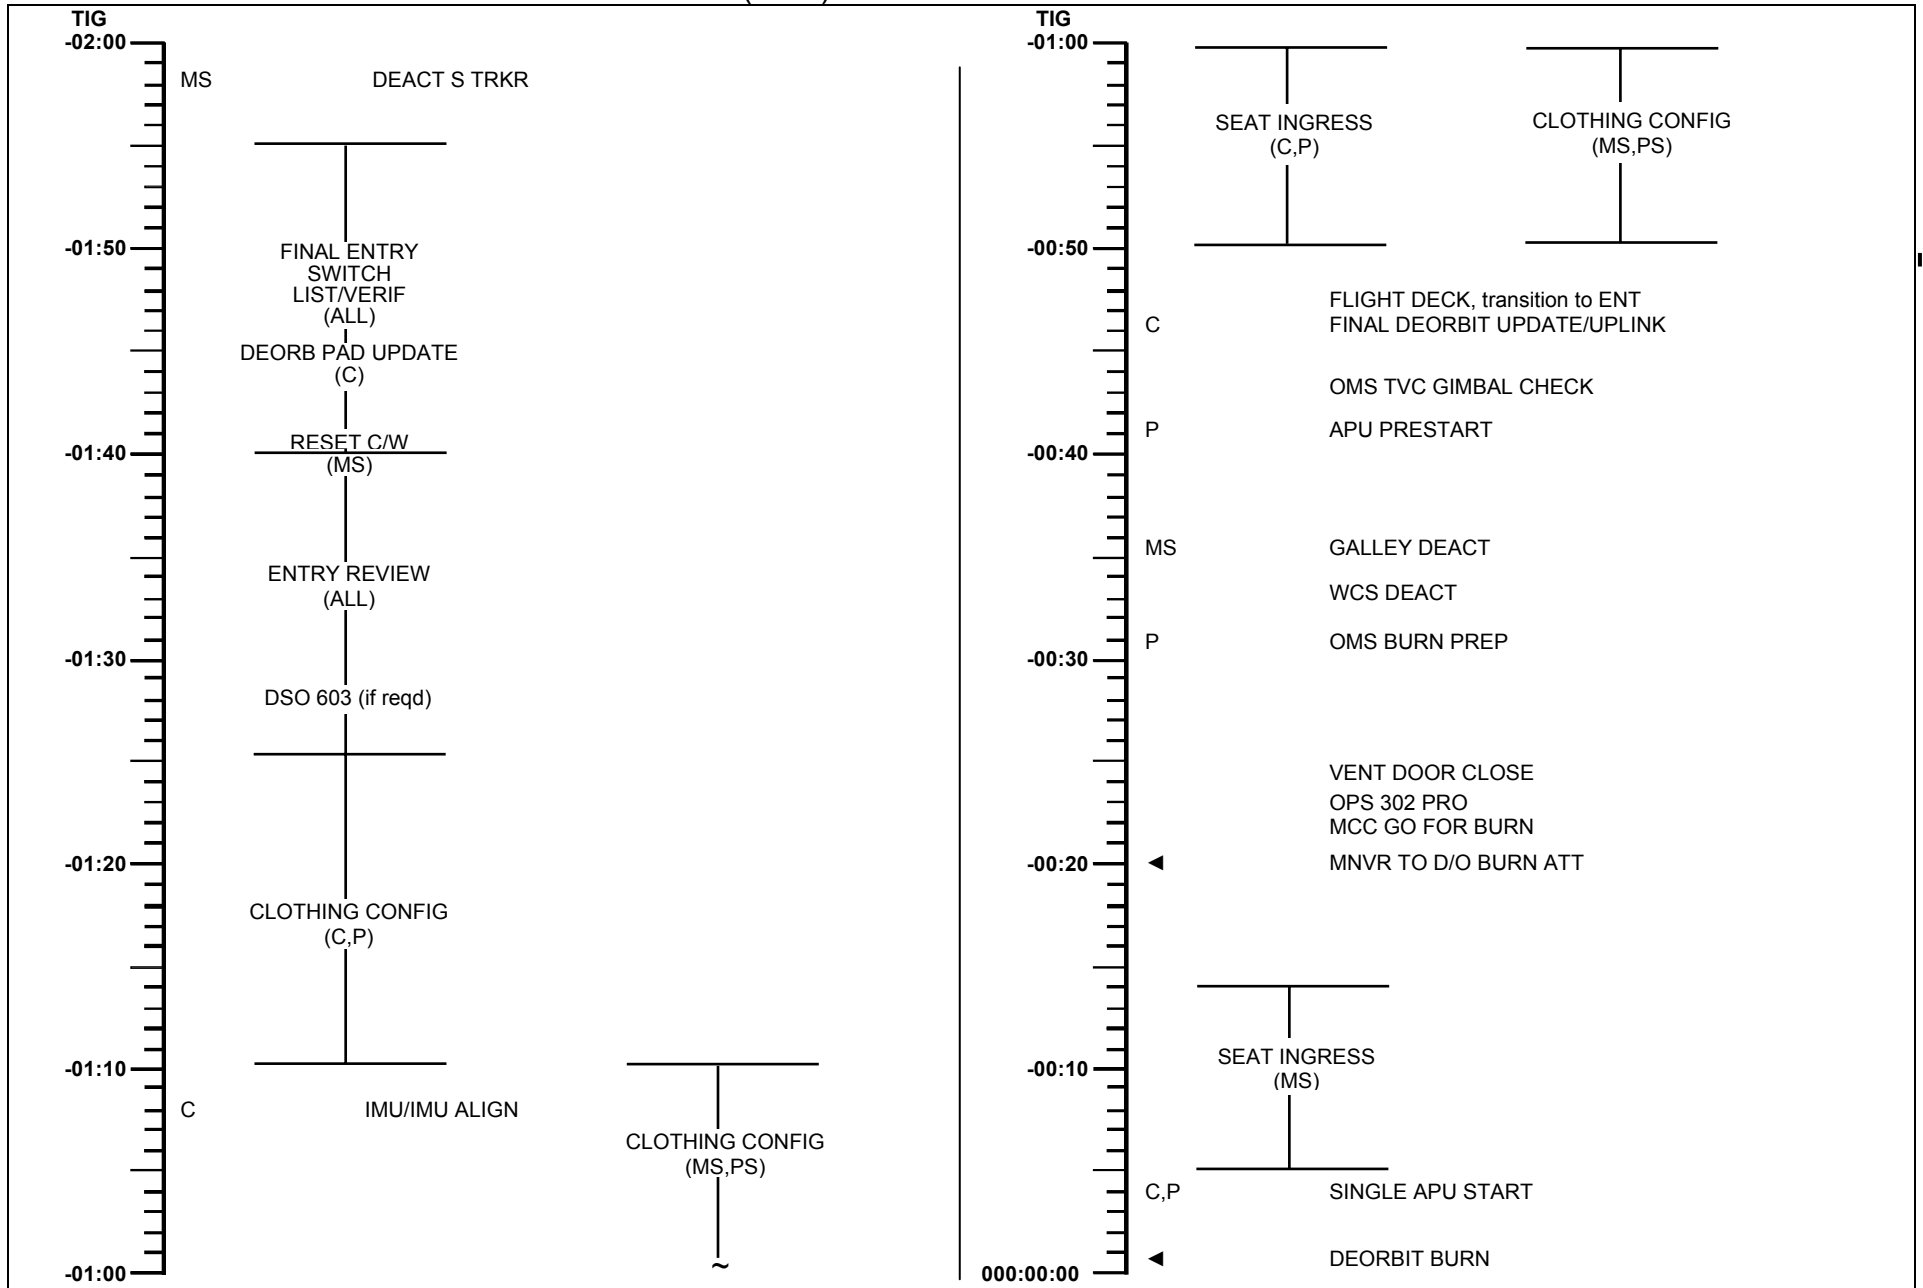 TIG
-02:00
MS DEACT S TRKR
-01:50
FINAL ENTRY
SWITCH
LIST/VERIF
(ALL)
DEORB PAD UPDATE
(C)
RESET C/W
-01:40
(MS)
ENTRY REVIEW
(ALL)
-01:30
DSO 603 (if reqd)
-01:20
CLOTHING CONFIG
(C,P)
-01:10
C IMU/IMU ALIGN
CLOTHING CONFIG
(MS,PS)
~
-01:00
TIG
-01:00
SEAT INGRESS
(C,P)
CLOTHING CONFIG
(MS,PS)
-00:50
FLIGHT DECK, transition to ENT
C FINAL DEORBIT UPDATE/UPLINK
OMS TVC GIMBAL CHECK
P APU PRESTART
-00:40
MS GALLEY DEACT
WCS DEACT
P OMS BURN PREP
-00:30
VENT DOOR CLOSE
OPS 302 PRO
MCC GO FOR BURN
-00:20 ◄ MNVR TO D/O BURN ATT
SEAT INGRESS
-00:10
(MS)
C,P SINGLE APU START
◄ DEORBIT BURN
000:00:00